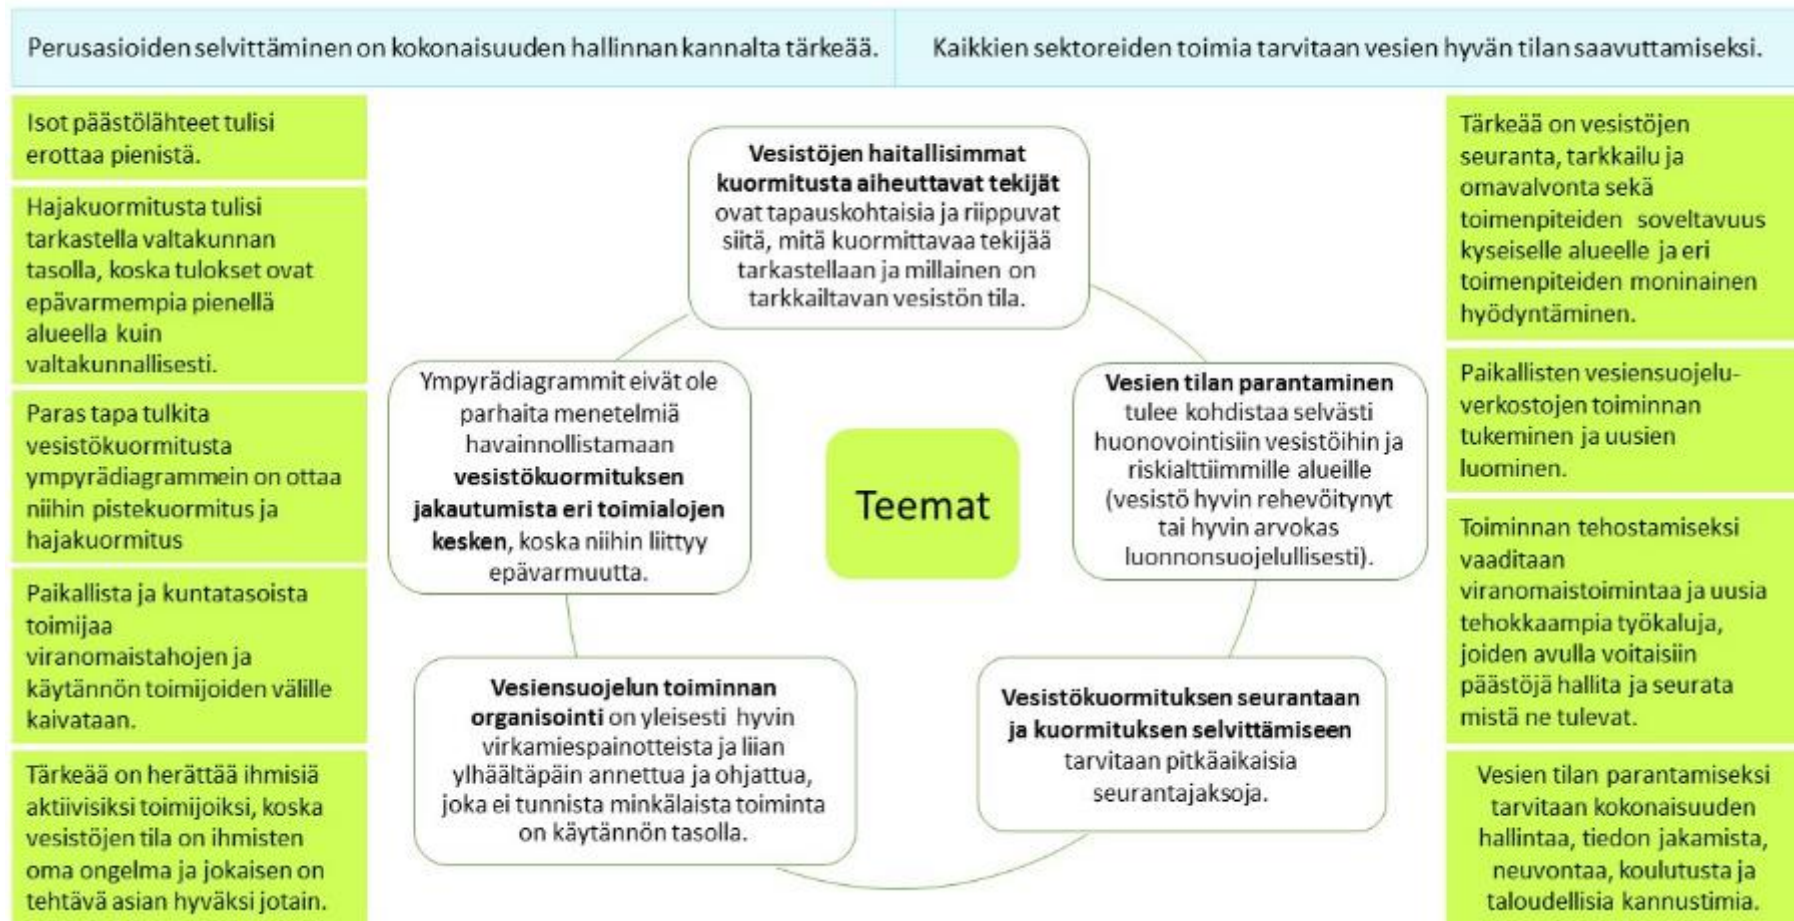 Perusasioiden selvittäminen on kokonaisuuden hallinnan kannalta tärkeää.
Kaikkien sektoreiden toimia tarvitaan vesien hyvän tilan saavuttamiseksi.
Isot päästölähteet tulisi
erottaa pienistä.
Hajakuormitusta tulisi
tarkastella valtakunnan
tasolla, koska tulokset ovat
epävarmempia pienellä
alueella kuin
valtakunnallisesti.
Paras tapa tulkita
vesistökuormitusta
ympyrädiagrammein on ottaa
niihin pistekuormitus ja
hajakuormitus
Paikallista ja kuntatasoista
toimijaa
viranomaistahojen ja
käytännön toimijoiden välille
kaivataan.
Tärkeää on herättää ihmisiä
aktiivisiksi toimijoiksi, koska
vesistöjen tila on ihmisten
oma ongelma ja jokaisen on
tehtävä asian hyväksi jotain.
Vesistöjen haitallisimmat
kuormitusta aiheuttavat tekijät
ovat tapauskohtaisia ja riippuvat
siitä, mitä kuormittavaa tekijää
tarkastellaan ja millainen on
tarkkailtavan vesistön tila.
Ympyrädiagrammit eivät ole
parhaita menetelmiä
havainnollistamaan
vesistökuormituksen
jakautumista eri toimialojen
kesken, koska niihin liittyy
epävarmuutta.
Teemat
Vesien tilan parantaminen
tulee kohdistaa selvästi
huonovointisiin vesistöihin ja
riskialttiimmille alueille
(vesistö hyvin rehevöitynyt
tai hyvin arvokas
luonnonsuojelullisesti).
Vesiensuojelun toiminnan
organisointi on yleisesti hyvin
virkamiespainotteista ja liian
ylhäältäpäin annettua ja ohjattua,
joka ei tunnista minkälaista toiminta
on käytännön tasolla.
Vesistökuormituksen seurantaan
ja kuormituksen selvittämiseen
tarvitaan pitkäaikaisia
seurantajaksoja.
Tärkeää on vesistöjen
seuranta, tarkkailu ja
omavalvonta sekä
toimenpiteiden soveltavuus
kyseiselle alueelle ja eri
toimenpiteiden moninainen
hyödyntäminen.
Paikallisten vesiensuojelu-
verkostojen toiminnan
tukeminen ja uusien
luominen.
Toiminnan tehostamiseksi
vaaditaan
viranomaistoimintaa ja uusia
tehokkaampia työkaluja,
joiden avulla voitaisiin
päästöjä hallita ja seurata
mistä ne tulevat.
Vesien tilan parantamiseksi
tarvitaan kokonaisuuden
hallintaa, tiedon jakamista,
neuvontaa, koulutusta ja
taloudellisia kannustimia.